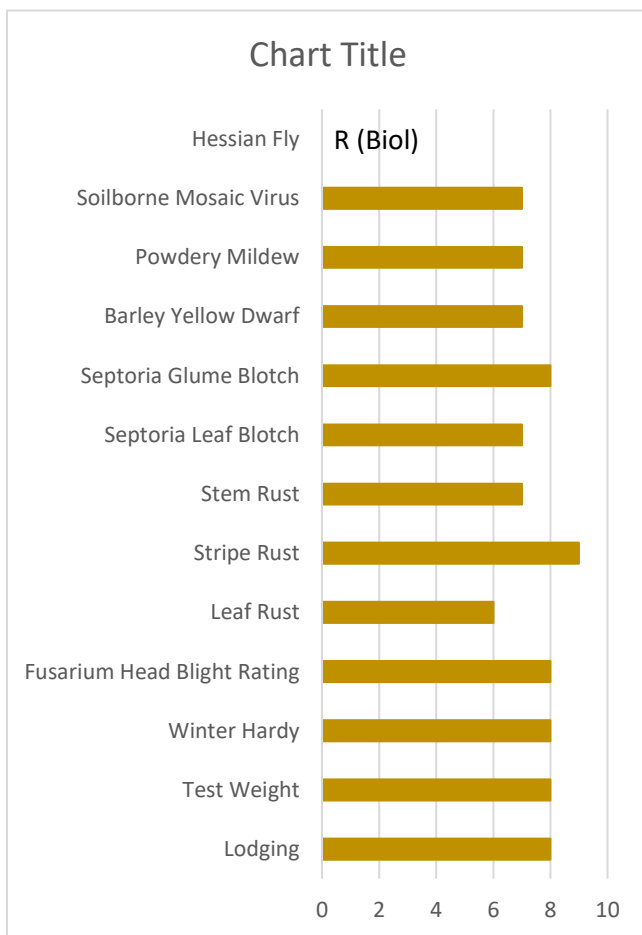 Chart Title
Hessian Fly R (Biol)
Soilborne Mosaic Virus
Powdery Mildew
Barley Yellow Dwarf
Septoria Glume Blotch
Septoria Leaf Blotch
Stem Rust
Stripe Rust
Leaf Rust
Fusarium Head Blight Rating
Winter Hardy
Test Weight
Lodging
0 2 4 6 8 10